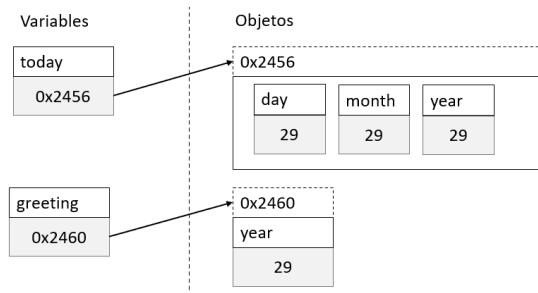 Variables
Objetos
today
0x2456
0x2456
day month year
29 29 29
greeting
0x2460
0x2460
year
29